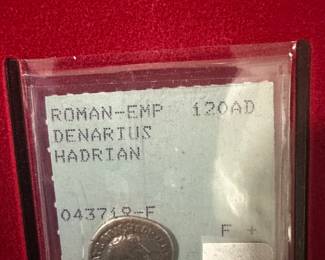 ROMAN-EMP 120AD
DENARIUS
HADRIAN
043718-F
F +